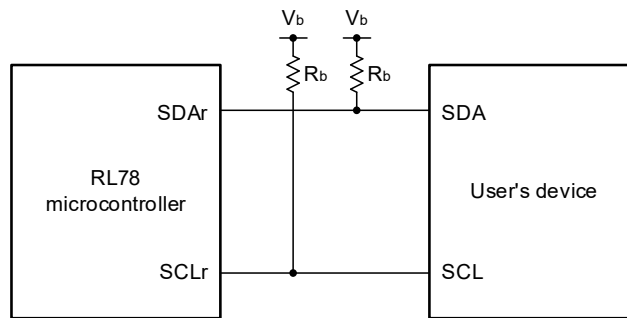 Vb Vb
Rb Rb
SDAr SDA
RL78
microcontroller
User's device
SCLr SCL